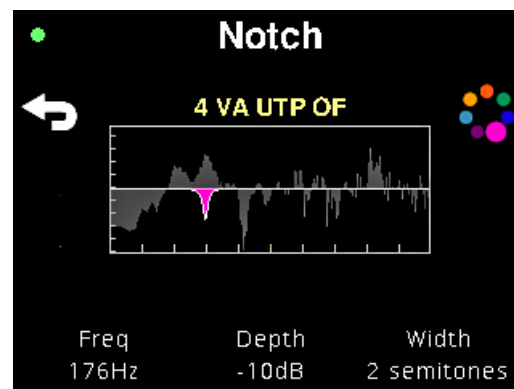 Notch
4 VA UTP OF
Freq Depth Width
176Hz -10dB 2 semitones